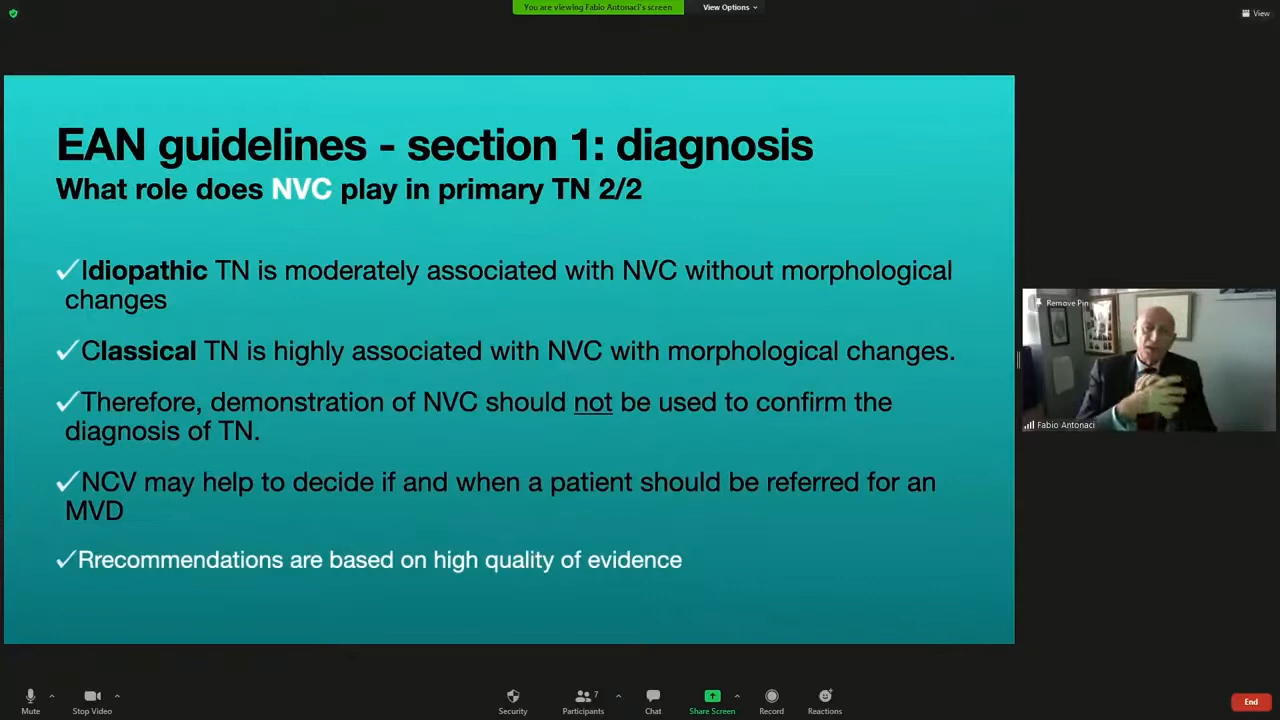 You are viewing Fabio Antonaci's screen
View Options
View
EAN guidelines - section 1: diagnosis
What role does NVC play in primary TN 2/2
✓Idiopathic TN is moderately associated with NVC without morphological
changes
✓Classical TN is highly associated with NVC with morphological changes.
✓Therefore, demonstration of NVC should not be used to confirm the
diagnosis of TN.
✓NCV may help to decide if and when a patient should be referred for an
MVD
✓Rrecommendations are based on high quality of evidence
Remove Pin
Fabio Antonaci
Mute
Stop Video
Security
Participants
7
Chat
Share Screen
Record
Reactions
End